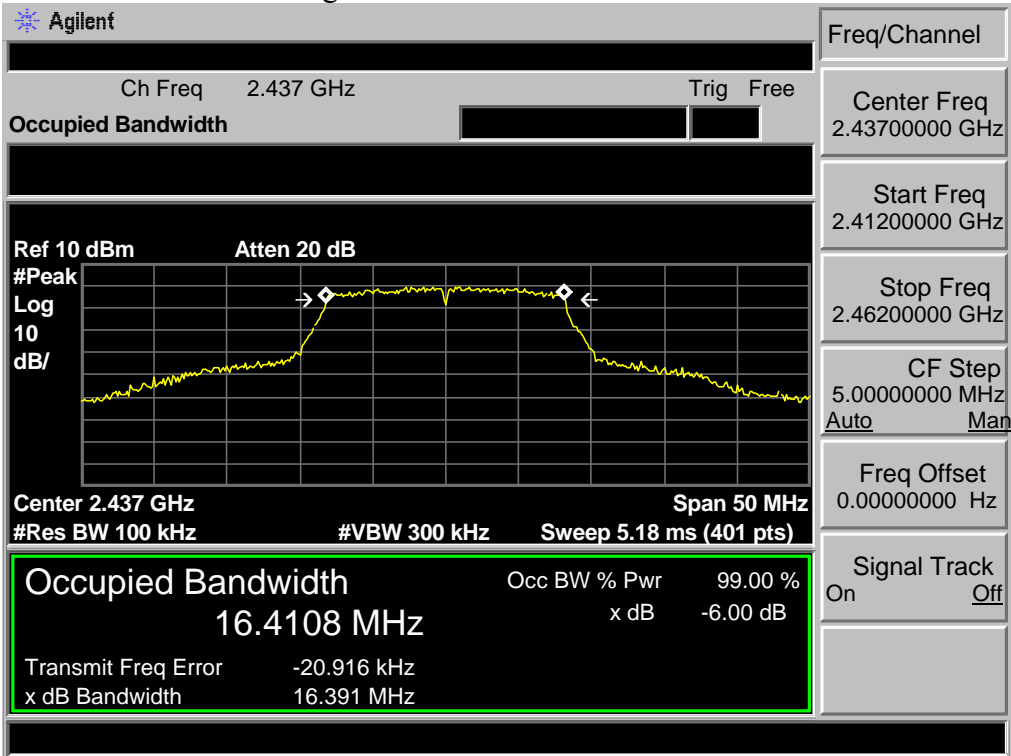 Agilent
Freq/Channel
Ch Freq 2.437 GHz Trig Free
Occupied Bandwidth
Center Freq
2.43700000 GHz
Start Freq
2.41200000 GHz
Ref 10 dBm Atten 20 dB
#Peak
Log
10
dB/
Stop Freq
2.46200000 GHz
CF Step
5.00000000 MHz
Auto Man
Center 2.437 GHz Span 50 MHz
#Res BW 100 kHz #VBW 300 kHz Sweep 5.18 ms (401 pts)
Freq Offset
0.00000000 Hz
Occupied Bandwidth Occ BW % Pwr 99.00 %
16.4108 MHz x dB -6.00 dB
Transmit Freq Error -20.916 kHz
x dB Bandwidth 16.391 MHz
Signal Track
On Off